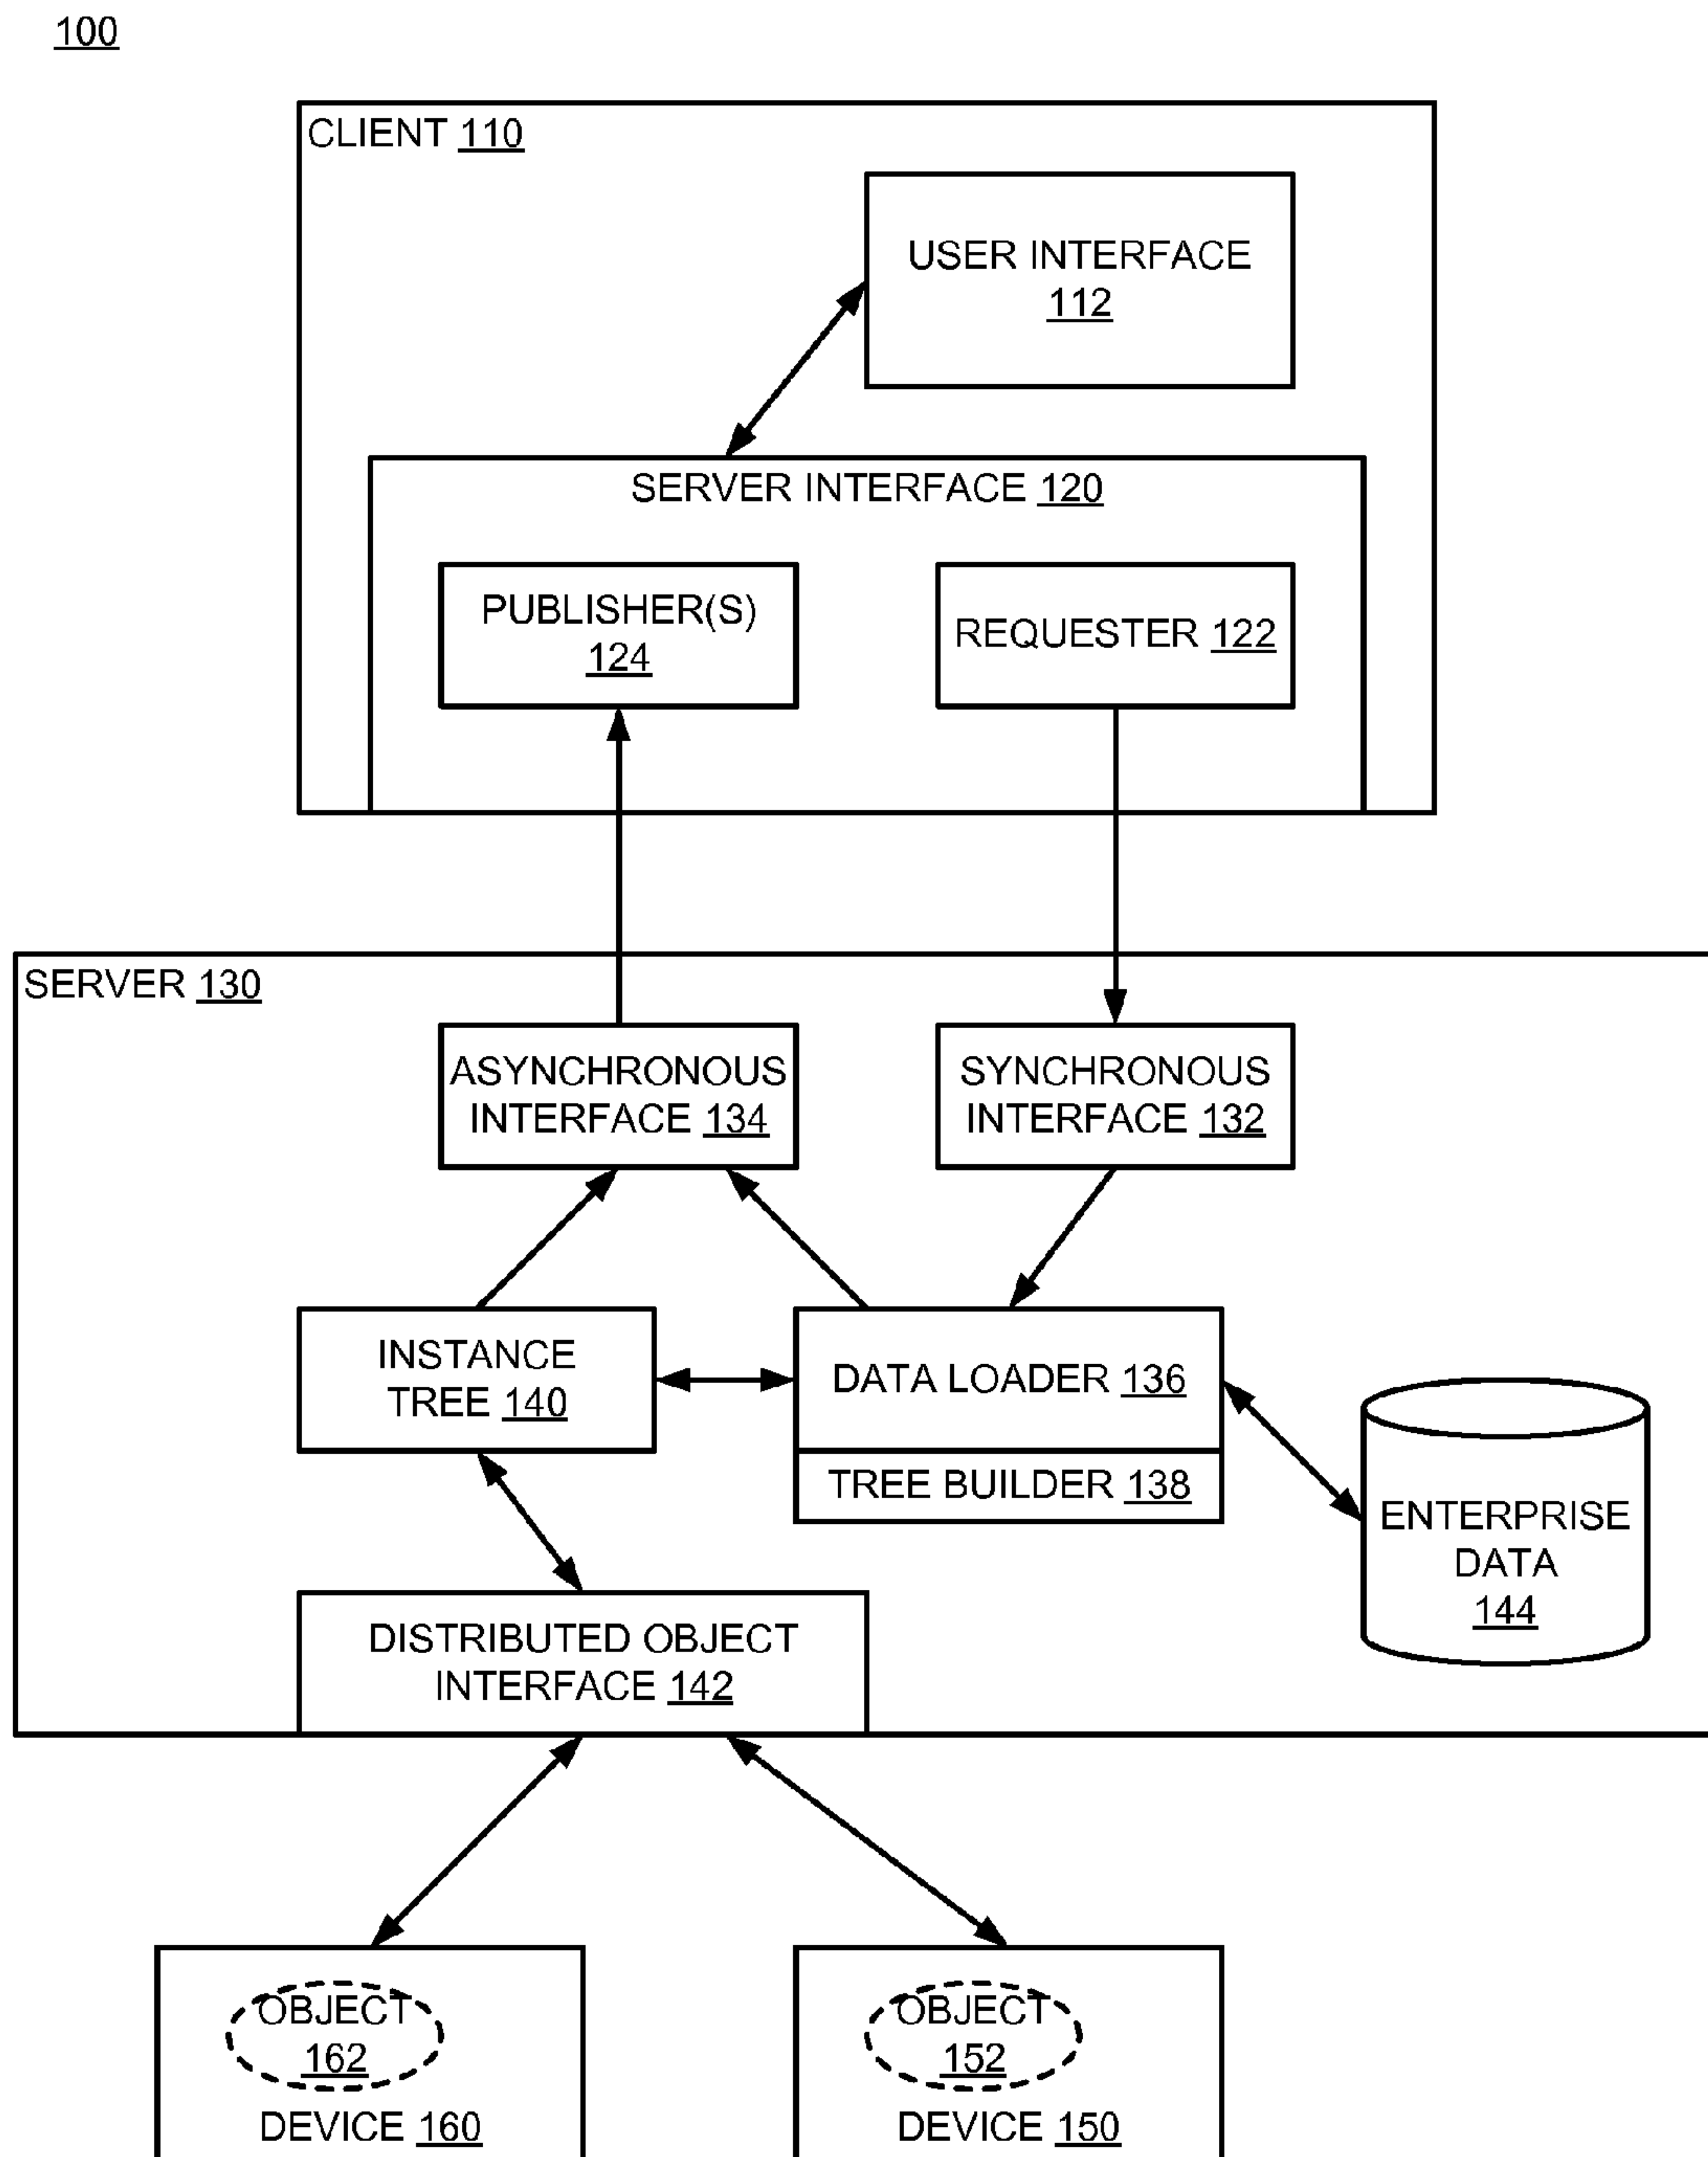 100
CLIENT 110
USER INTERFACE
112
SERVER INTERFACE 120
PUBLISHER(S)
124
REQUESTER 122
SERVER 130
ASYNCHRONOUS
INTERFACE 134
SYNCHRONOUS
INTERFACE 132
INSTANCE
TREE 140
DATA LOADER 136
TREE BUILDER 138
ENTERPRISE
DATA
144
DISTRIBUTED OBJECT
INTERFACE 142
OBJECT
162
DEVICE 160
OBJECT
152
DEVICE 150